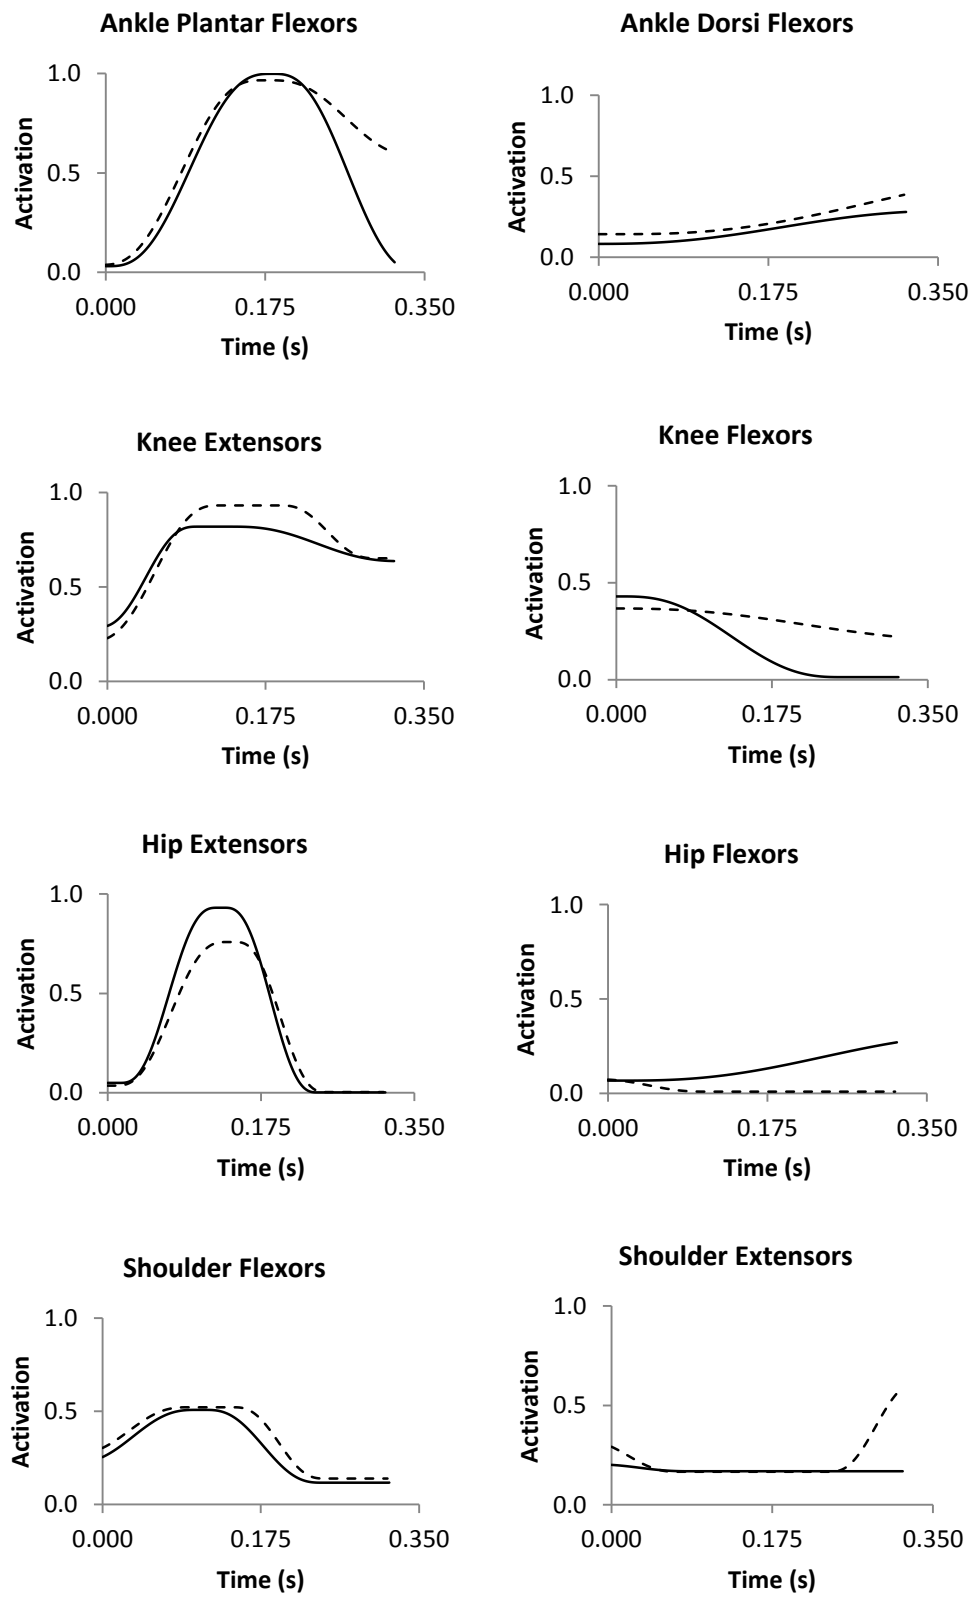 Ankle Plantar Flexors
1.0
0.5
0.0
Activation
0.000 0.175 0.350
Time (s)
Ankle Dorsi Flexors
1.0
0.5
0.0
Activation
0.000 0.175 0.350
Time (s)
Knee Extensors
1.0
0.5
0.0
Activation
0.000 0.175 0.350
Time (s)
Knee Flexors
1.0
0.5
0.0
Activation
0.000 0.175 0.350
Time (s)
Hip Extensors
1.0
0.5
0.0
Activation
0.000 0.175 0.350
Time (s)
Hip Flexors
1.0
0.5
0.0
Activation
0.000 0.175 0.350
Time (s)
Shoulder Flexors
1.0
0.5
0.0
Activation
0.000 0.175 0.350
Time (s)
Shoulder Extensors
1.0
0.5
0.0
Activation
0.000 0.175 0.350
Time (s)